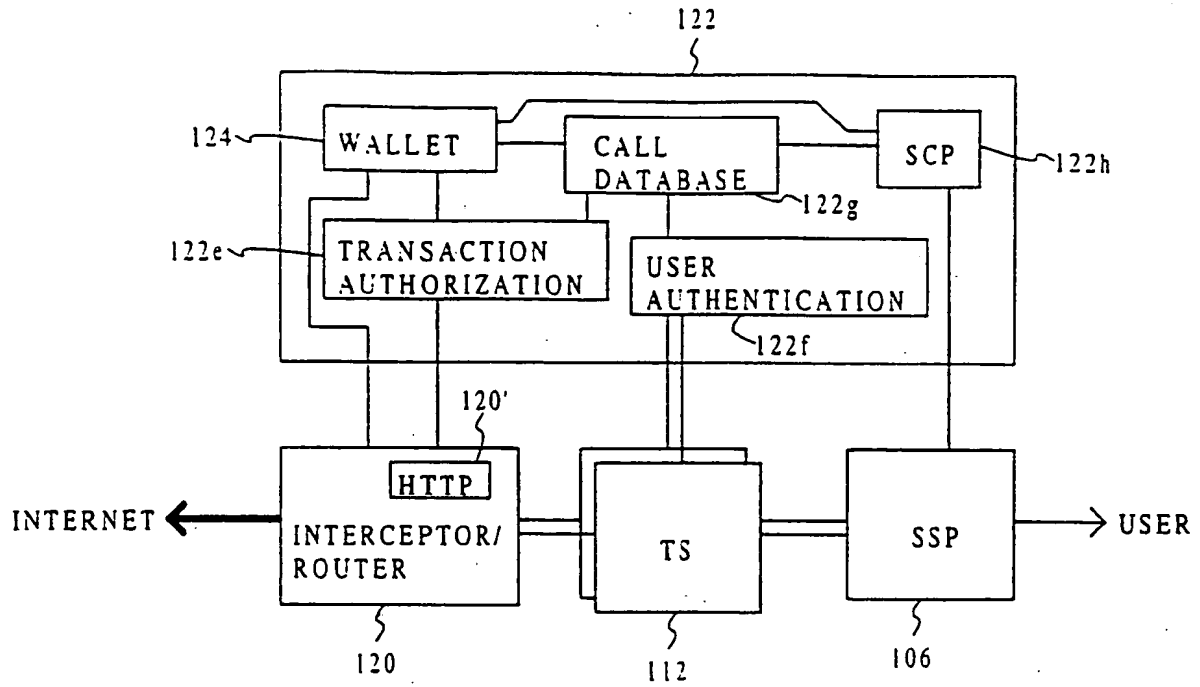 122
124
WALLET
CALL
DATABASE
SCP
122h
122g
122e
TRANSACTION
AUTHORIZATION
USER
AUTHENTICATION
122f
120'
HTTP
INTERNET
INTERCEPTOR/
ROUTER
TS
SSP
USER
120
112
106